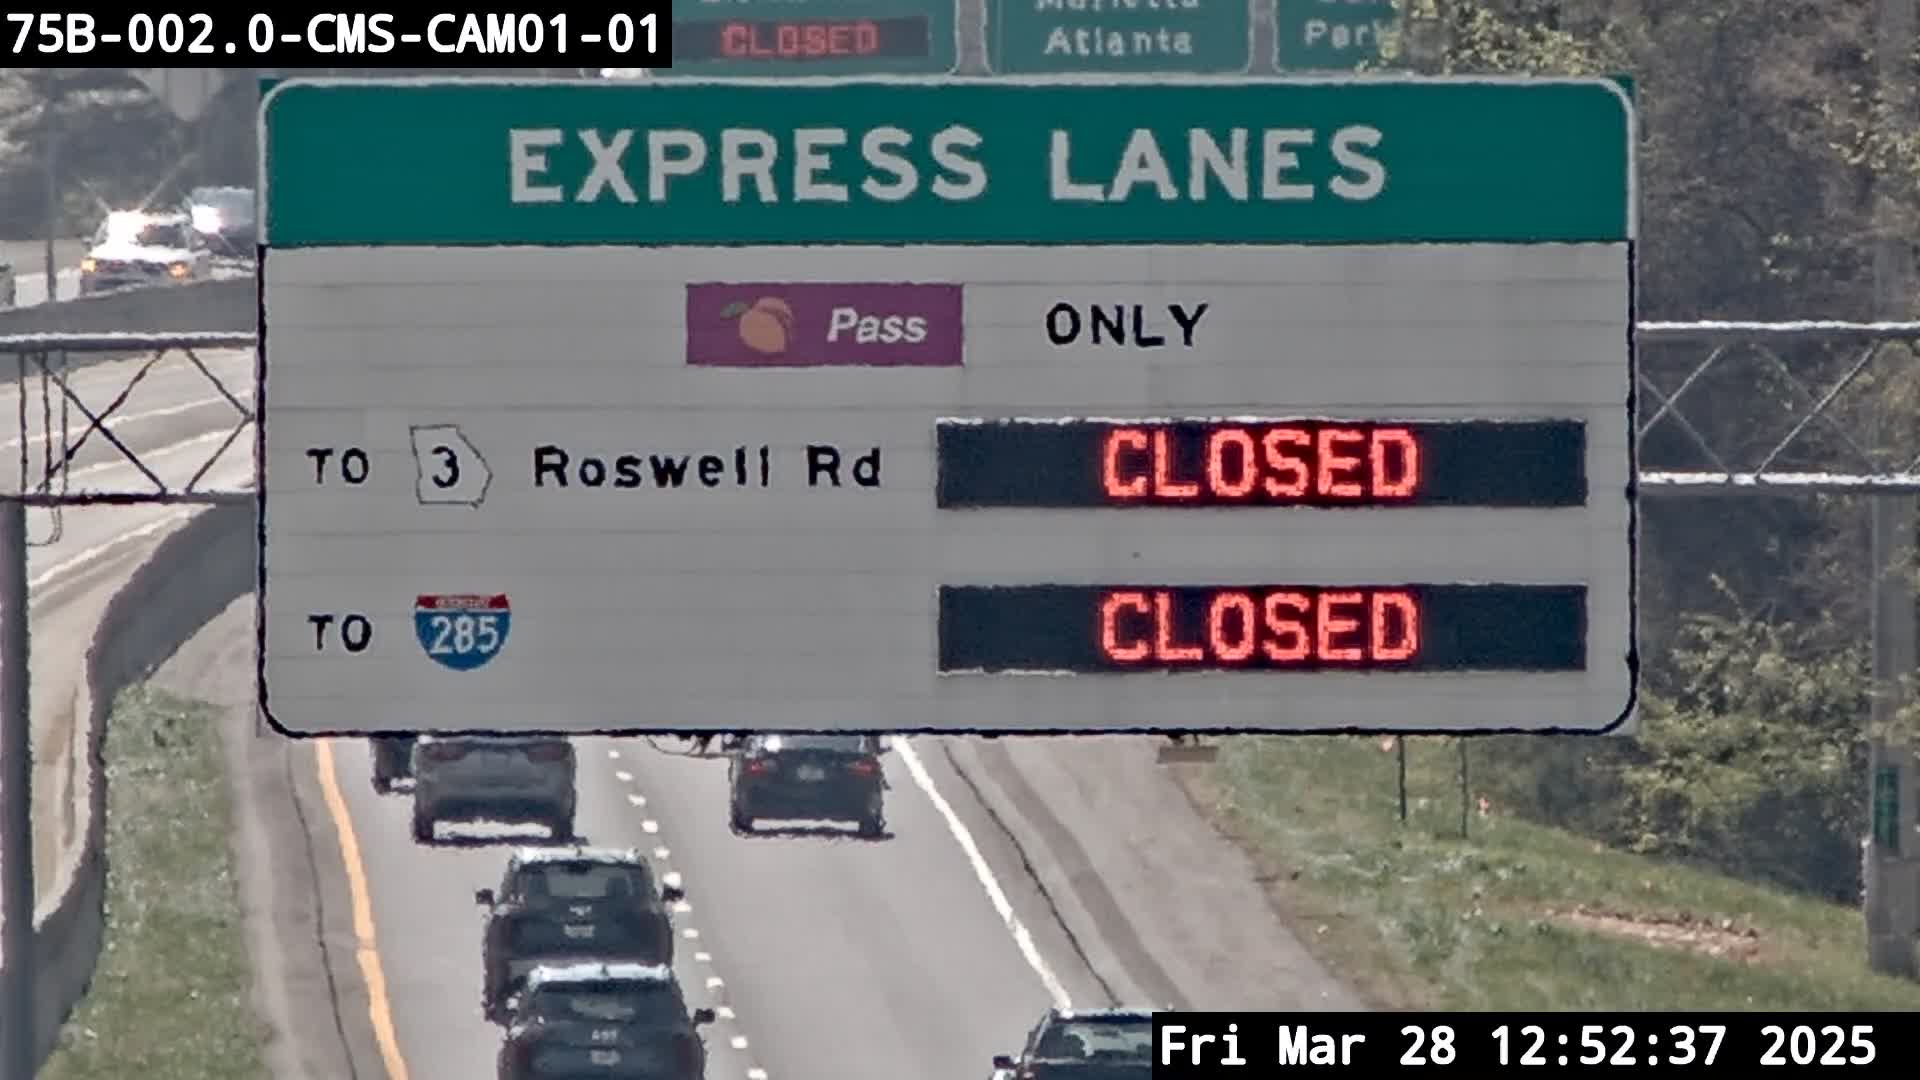 75B-002.0-CMS-CAM01-01
CLOSED
Marietta
Atlanta
EXPRESS LANES
Pass ONLY
TO 3 Roswell Rd CLOSED
TO 285 CLOSED
Fri Mar 28 12:52:37 2025